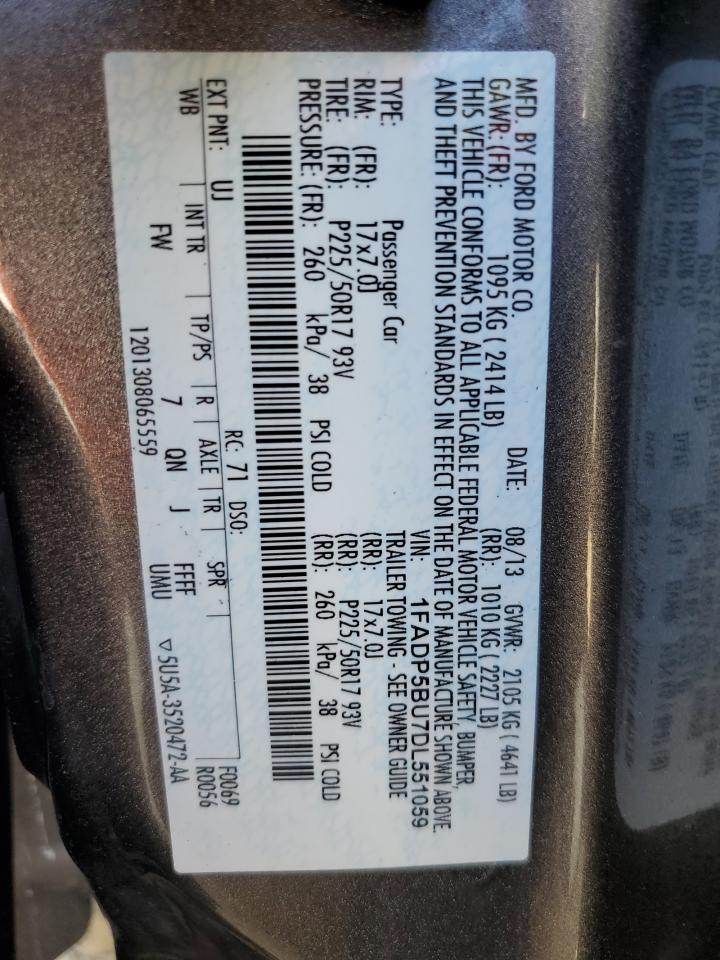 MFD. BY FORD MOTOR CO. DATE: 08/13 GVWR: 2105 KG ( 4641 LB)
GAWR: (FR): 1095 KG ( 2414 LB) (RR): 1010 KG ( 2227 LB)
THIS VEHICLE CONFORMS TO ALL APPLICABLE FEDERAL MOTOR VEHICLE SAFETY, BUMPER,
AND THEFT PREVENTION STANDARDS IN EFFECT ON THE DATE OF MANUFACTURE SHOWN ABOVE.
VIN: 1FADP5BU7DL551059
TYPE: Passenger Car TRAILER TOWING - SEE OWNER GUIDE
RIM: (FR): 17x7.0J (RR): 17x7.0J
TIRE: (FR): P225/50R17 93V (RR): P225/50R17 93V
PRESSURE: (FR): 260 kPa/ 38 PSI COLD (RR): 260 kPa/ 38 PSI COLD
EXT PNT: UJ RC: 71 DSO: F0069
WB INT TR TP/PS R AXLE TR SPR R0056
FW 7 QN J FFFF
1201308065559 UMU ▽5U5A-3520472-AA